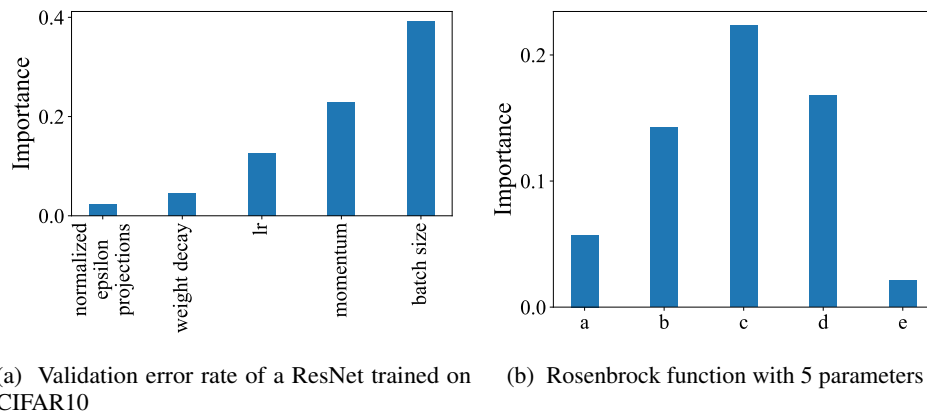 0.4
0.2
0.0
Importance
normalized
epsilon
projections
weight decay
lr
momentum
batch size
0.2
0.1
0.0
Importance
a b c d e
(a) Validation error rate of a ResNet trained on
CIFAR10
(b) Rosenbrock function with 5 parameters